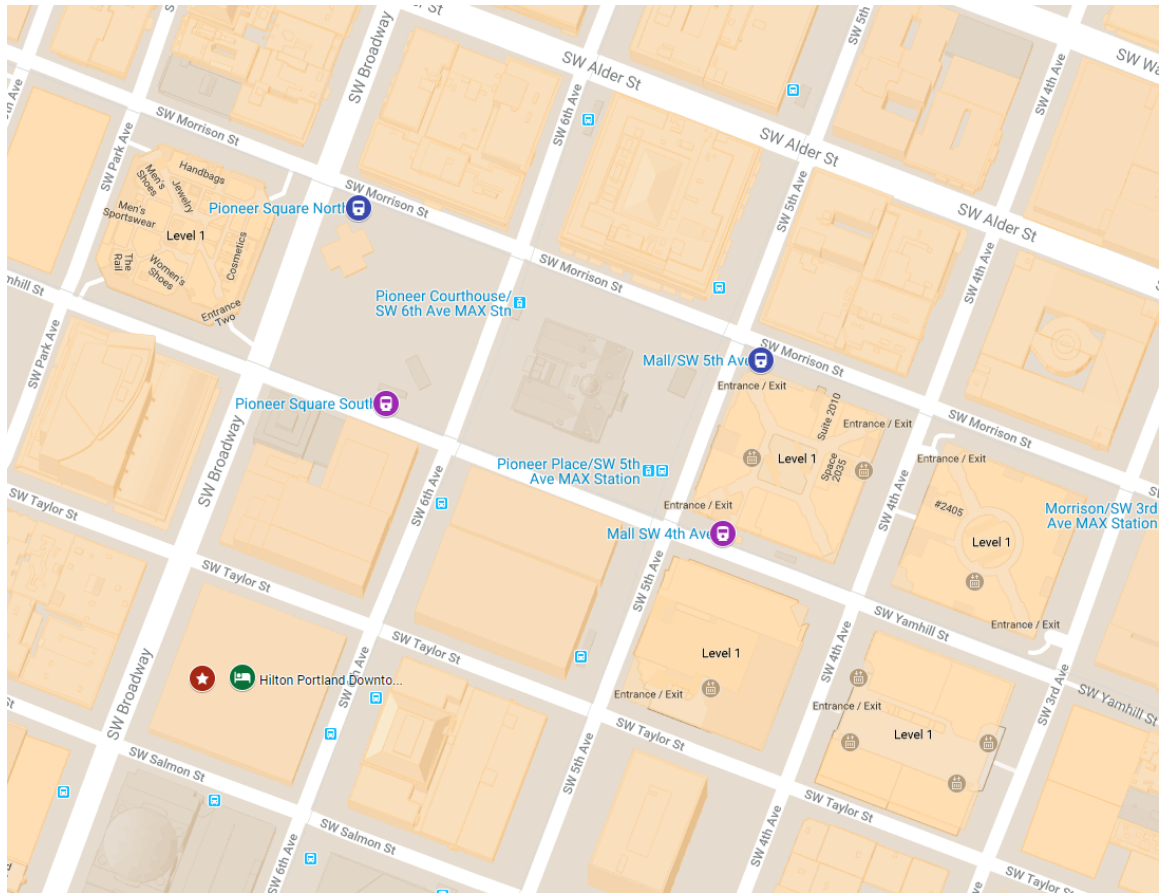 Alder St
SW Broadway
SW 5th
SW Alder St
SW Wa
SW 4th Ave
SW 6th Ave
SW Park Ave
SW Morrison St
SW Alder St
Handbags
Men's
Shoes
Jewelry
Men's
Sportswear
Level 1
The
Rail
Women's
Shoes
Cosmetics
Entrance
Two
Pioneer Square North
SW Morrison St
SW 5th Ave
SW Alder St
SW 4th Ave
mhill St
SW Park Ave
SW Morrison St
Pioneer Courthouse/
SW 6th Ave MAX Stn
Mall/SW 5th Ave
SW Morrison St
Entrance / Exit
Suite 2010
Entrance / Exit
Level 1
Space
2035
SW Morrison St
Pioneer Square South
SW Broadway
SW 6th Ave
Pioneer Place/SW 5th
Ave MAX Station
Entrance / Exit
Entrance / Exit
SW 4th Ave
#2405
Level 1
Morrison/SW 3rd
Ave MAX Station
Mall SW 4th Ave
SW Taylor St
SW Taylor St
SW 5th Ave
SW Yamhill St
Entrance / Exit
SW Taylor St
Level 1
SW 4th Ave
Hilton Portland Downto...
Entrance / Exit
Entrance / Exit
SW 3rd Ave
SW Yamhill St
SW Broadway
SW Taylor St
Level 1
SW Salmon St
SW 5th Ave
SW Taylor St
SW Salmon St
SW 6th Ave
SW 4th Ave
SW Taylor St